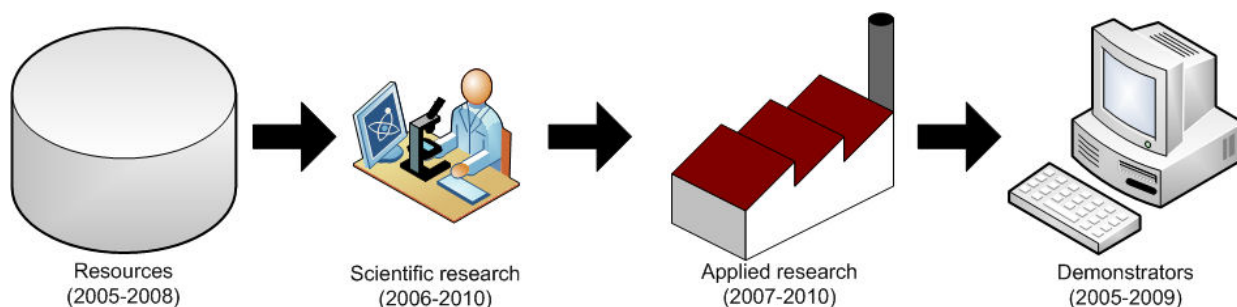 Resources
(2005-2008)
Scientific research
(2006-2010)
Applied research
(2007-2010)
Demonstrators
(2005-2009)